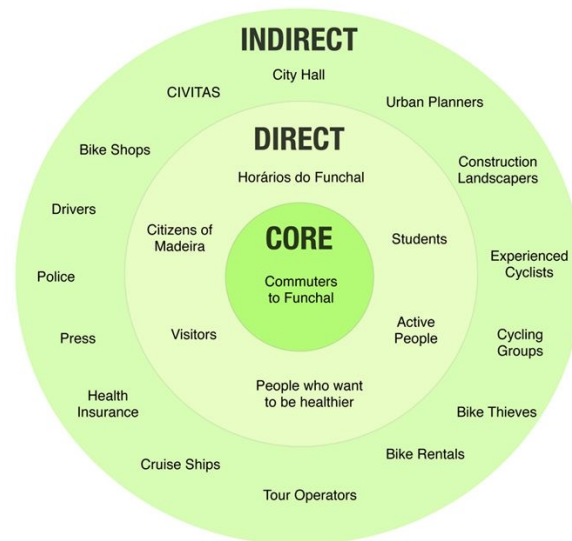 INDIRECT
City Hall
CIVITAS
Urban Planners
Bike Shops
Construction
Landscapers
Drivers
Experienced
Cyclists
Police
Cycling
Groups
Press
Health
Insurance
Bike Thieves
Cruise Ships
Bike Rentals
Tour Operators
DIRECT
Horários do Funchal
Citizens of
Madeira
Students
Visitors
Active
People
People who want
to be healthier
CORE
Commuters
to Funchal